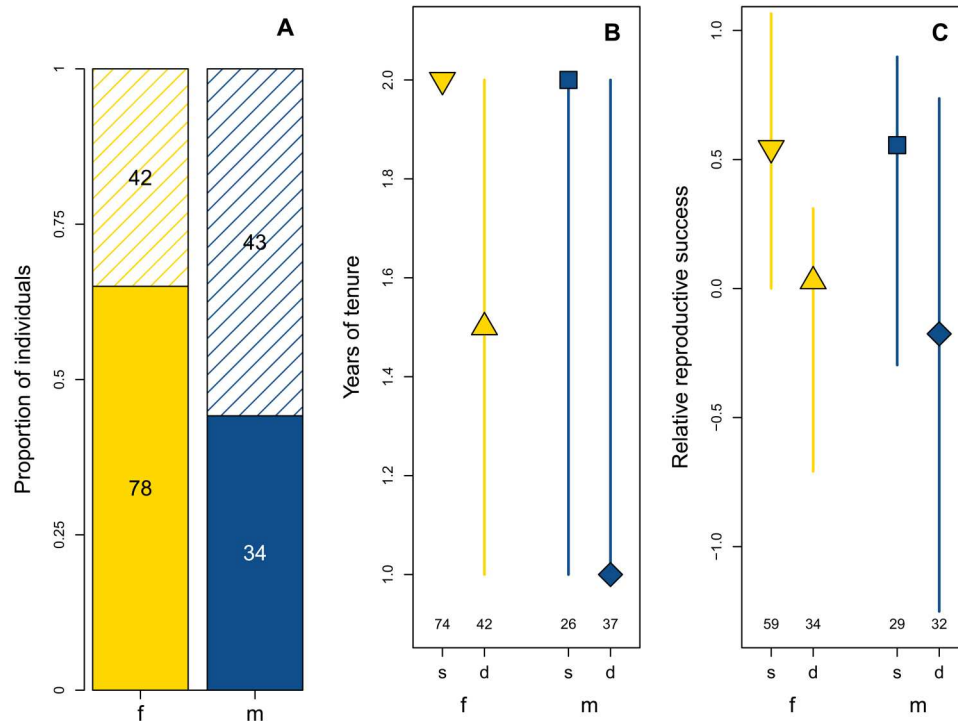 A
Proportion of individuals
1
0.75
0.5
0.25
0
42
78
43
34
f
m
B
Years of tenure
2.0
1.8
1.6
1.4
1.2
1.0
74
42
26
37
s
d
s
d
f
m
C
Relative reproductive success
1.0
0.5
0.0
−0.5
−1.0
59
34
29
32
s
d
s
d
f
m